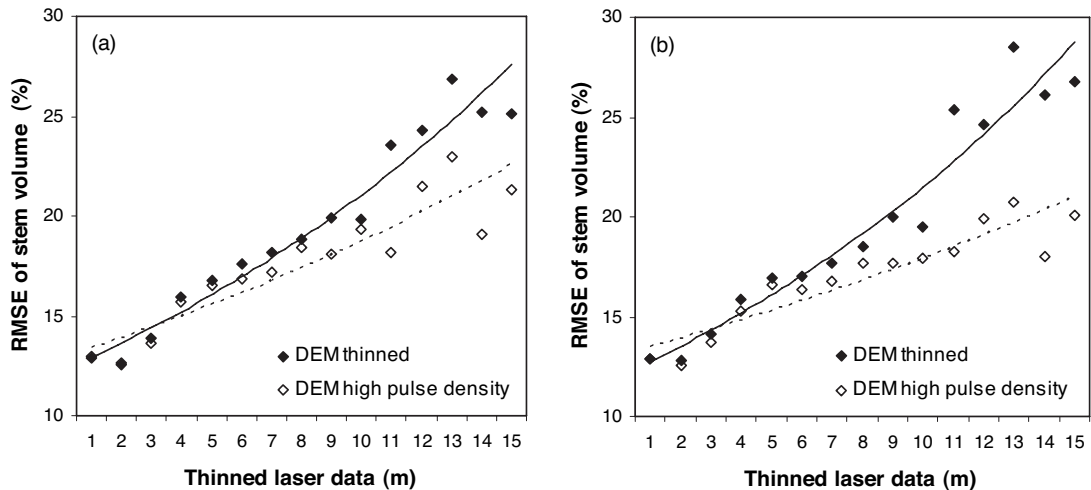 (a)
RMSE of stem volume (%)
30
25
20
15
10
DEM thinned
DEM high pulse density
1 2 3 4 5 6 7 8 9 10 11 12 13 14 15
Thinned laser data (m)
(b)
RMSE of stem volume (%)
30
25
20
15
10
DEM thinned
DEM high pulse density
1 2 3 4 5 6 7 8 9 10 11 12 13 14 15
Thinned laser data (m)